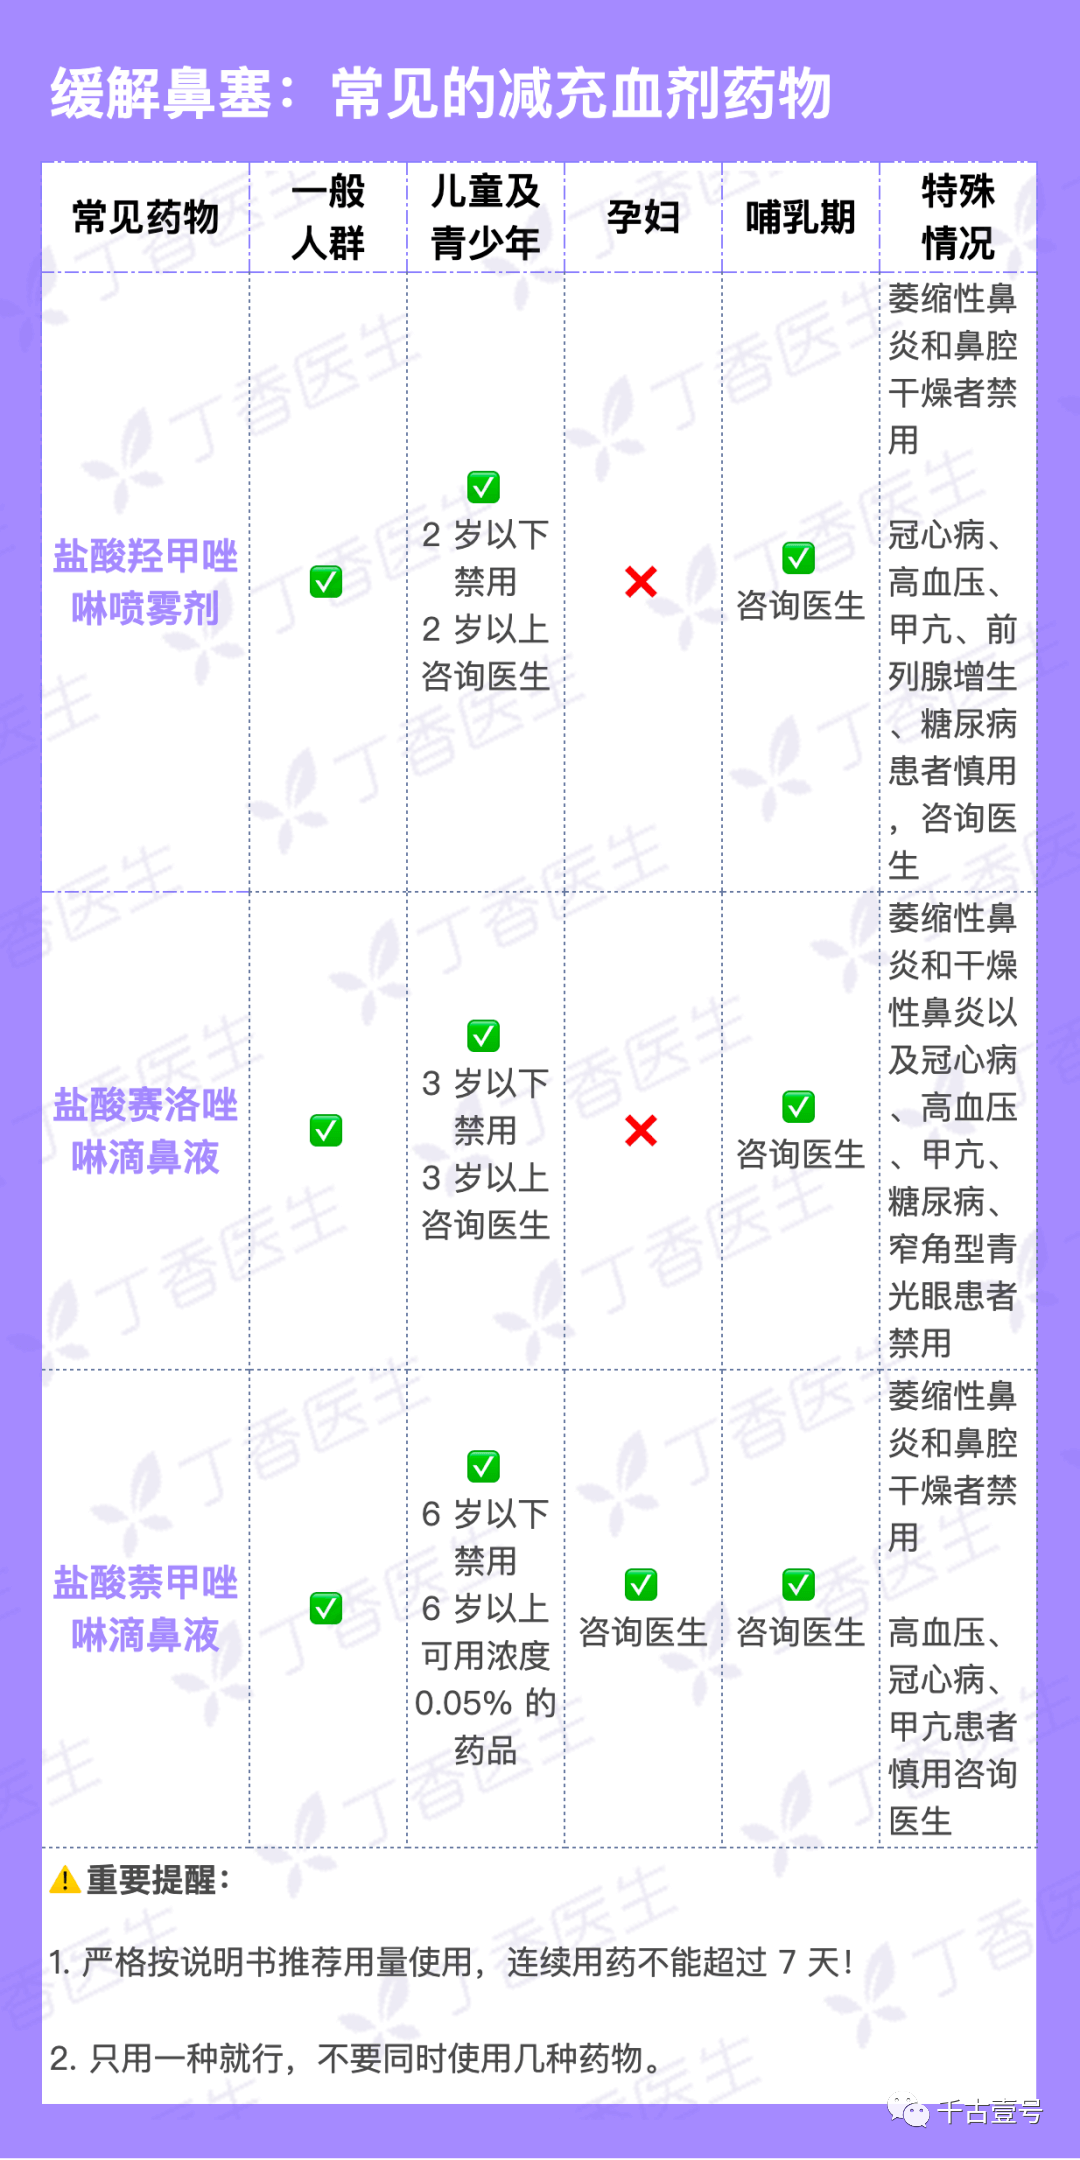 缓解鼻塞：常见的减充血剂药物
常见药物
一般
人群
儿童及
青少年
孕妇
哺乳期
特殊
情况
盐酸羟甲唑
啉喷雾剂
✅
✅
2 岁以下
禁用
2 岁以上
咨询医生
❌
✅
咨询医生
萎缩性鼻
炎和鼻腔
干燥者禁
用
冠心病、
高血压、
甲亢、前
列腺增生
、糖尿病
患者慎用
，咨询医
生
盐酸赛洛唑
啉滴鼻液
✅
✅
3 岁以下
禁用
3 岁以上
咨询医生
❌
✅
咨询医生
萎缩性鼻
炎和干燥
性鼻炎以
及冠心病
、高血压
、甲亢、
糖尿病、
窄角型青
光眼患者
禁用
盐酸萘甲唑
啉滴鼻液
✅
✅
6 岁以下
禁用
6 岁以上
可用浓度
0.05% 的
药品
✅
咨询医生
✅
咨询医生
萎缩性鼻
炎和鼻腔
干燥者禁
用
高血压、
冠心病、
甲亢患者
慎用咨询
医生
⚠️重要提醒：
1. 严格按说明书推荐用量使用，连续用药不能超过 7 天！
2. 只用一种就行，不要同时使用几种药物。
千古壹号
丁香医生